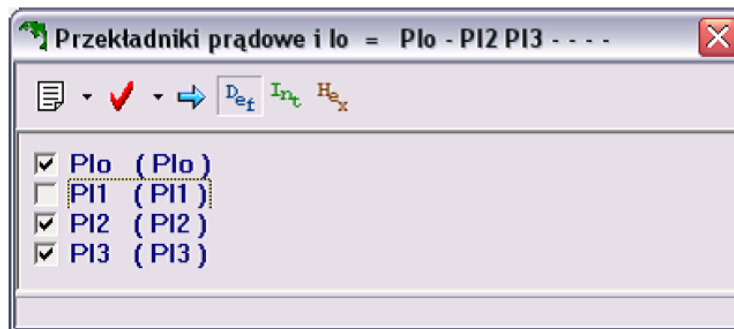 Przekładniki prądowe i Io = PIo - PI2 PI3 - - - -
Def Int Hex
PIo ( PIo )
PI1 ( PI1 )
PI2 ( PI2 )
PI3 ( PI3 )